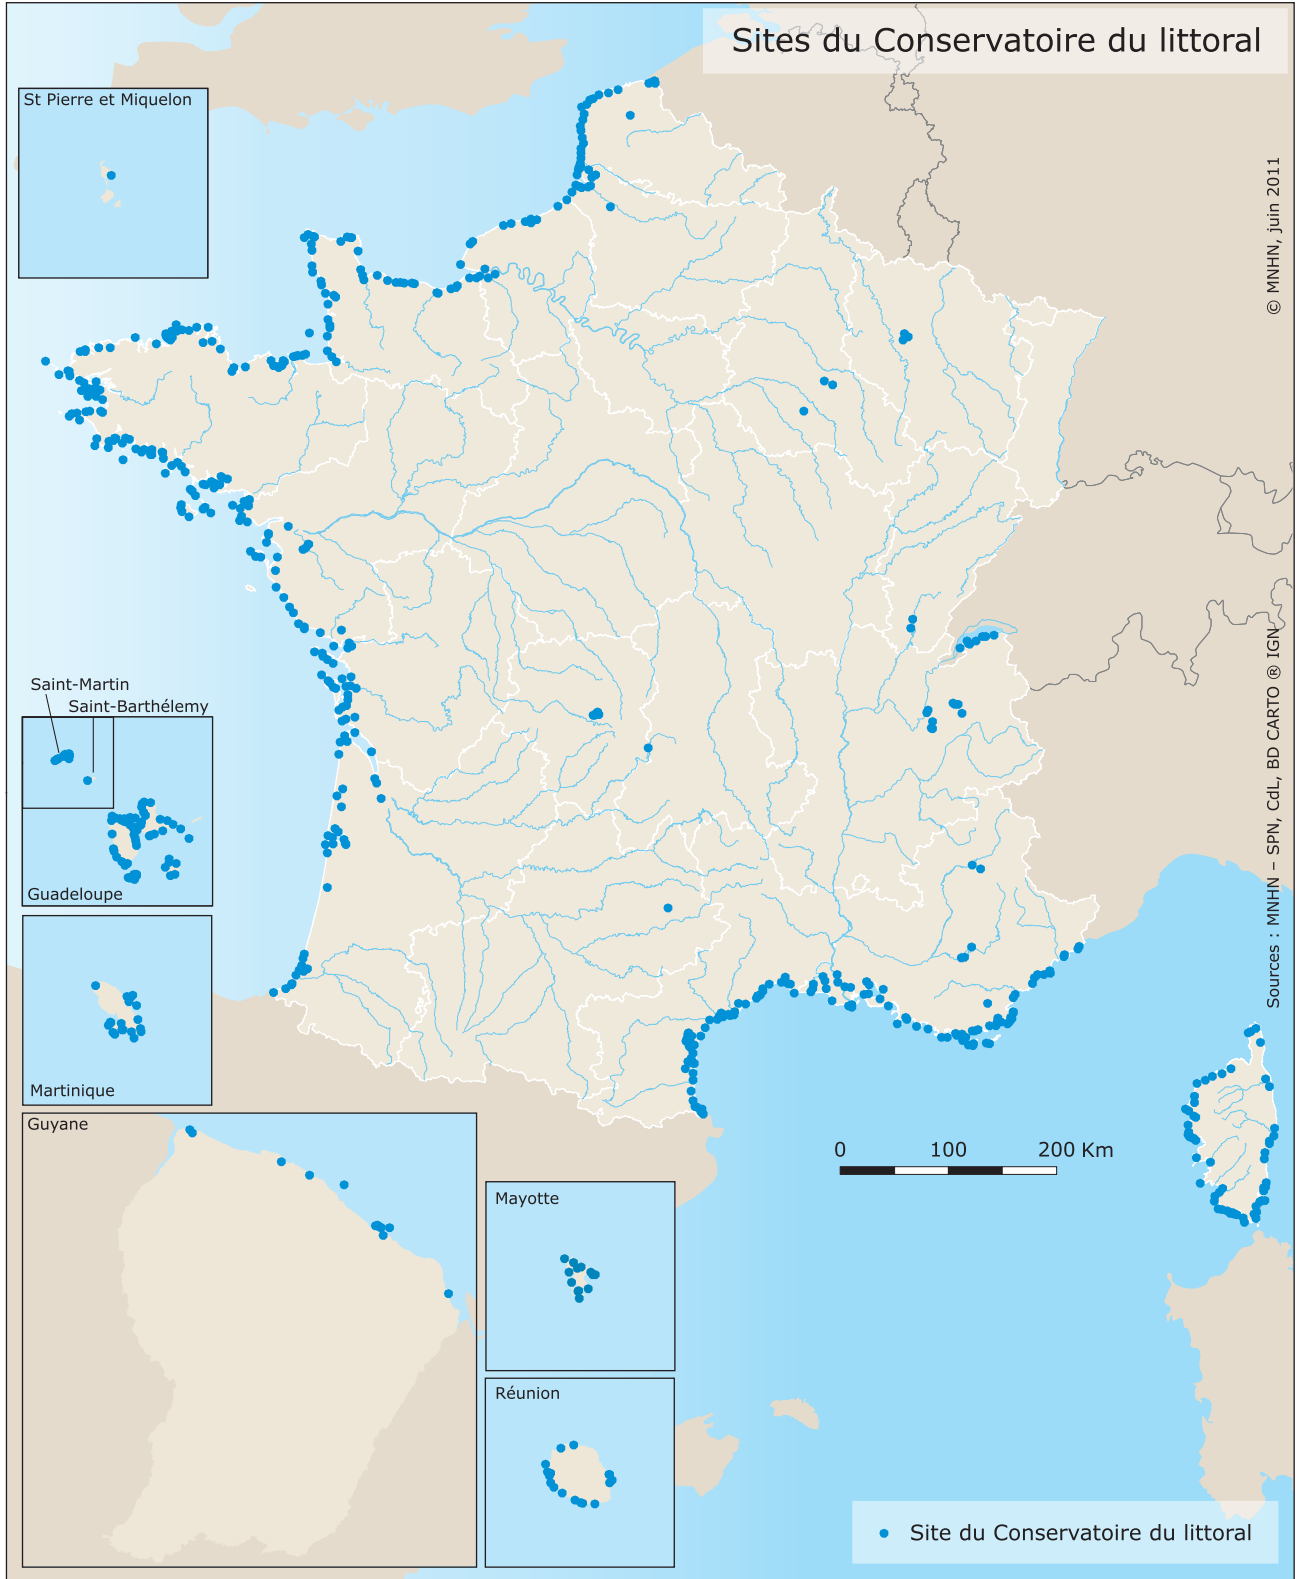 Sites du Conservatoire du littoral
St Pierre et Miquelon
© MNHN, juin 2011
Sources : MNHN – SPN, CdL, BD CARTO ® IGN
Saint-Martin
Saint-Barthélemy
Guadeloupe
Martinique
Guyane
0 100 200 Km
Mayotte
Réunion
Site du Conservatoire du littoral